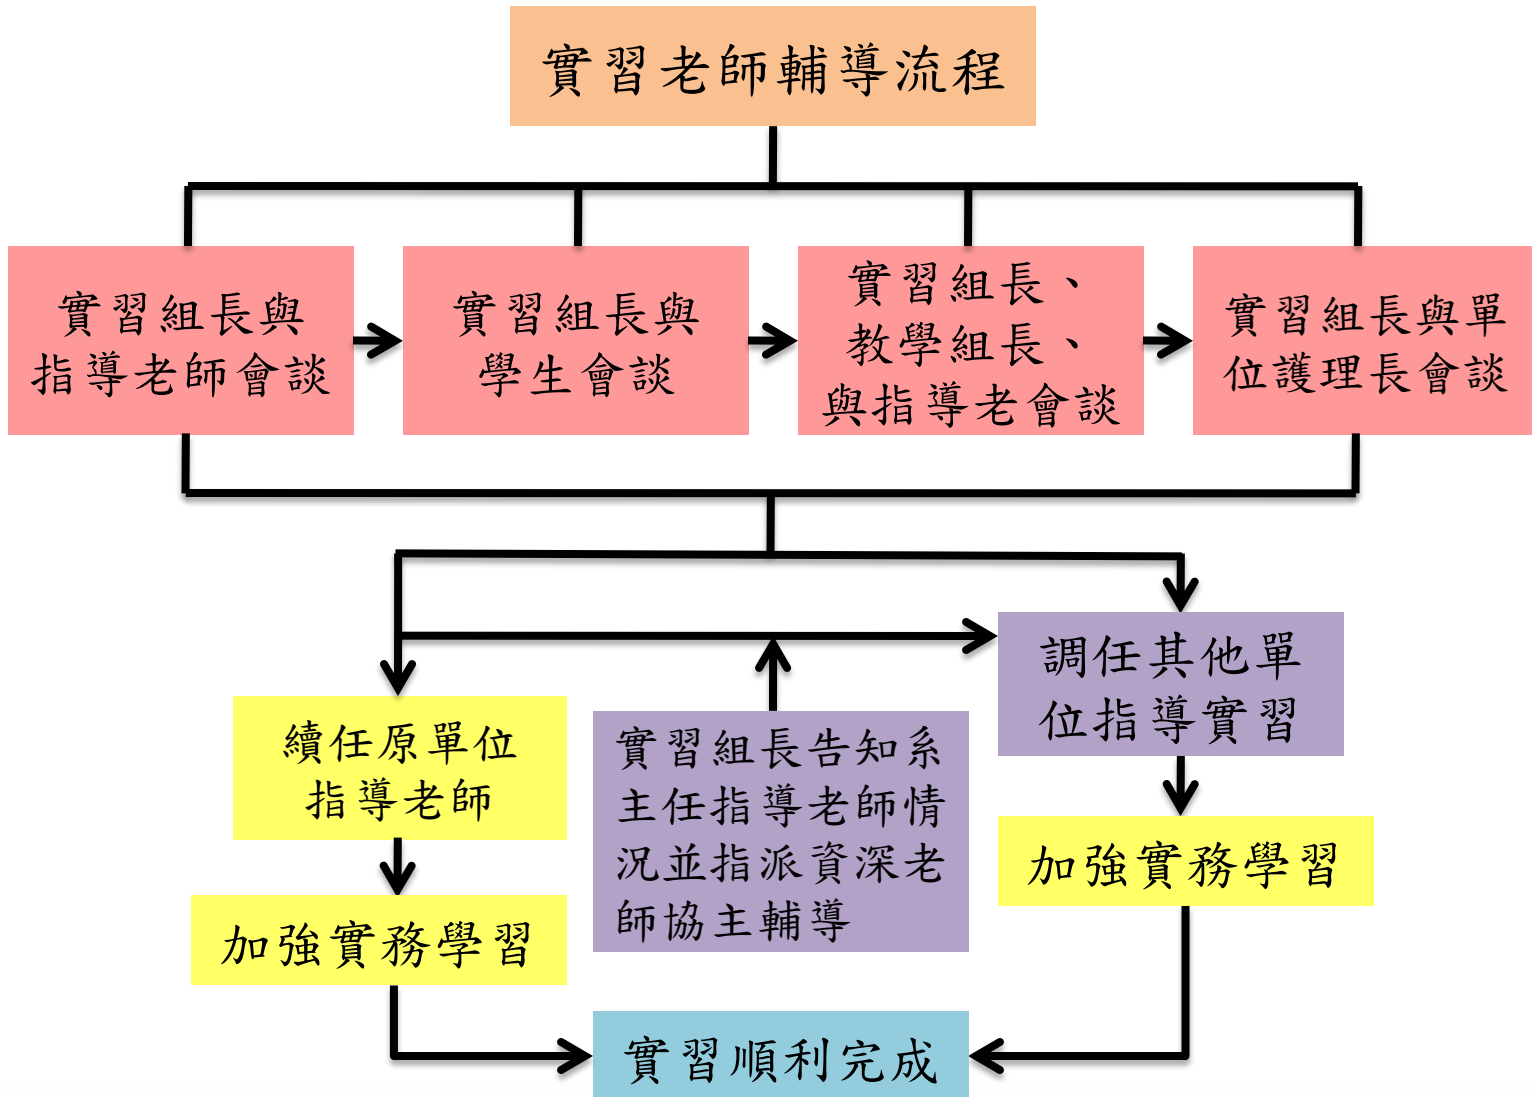 實習老師輔導流程
實習組長與
指導老師會談
實習組長與
學生會談
實習組長、
教學組長、
與指導老會談
實習組長與單
位護理長會談
調任其他單
位指導實習
續任原單位
指導老師
實習組長告知系
主任指導老師情
況並指派資深老
師協主輔導
加強實務學習
加強實務學習
實習順利完成